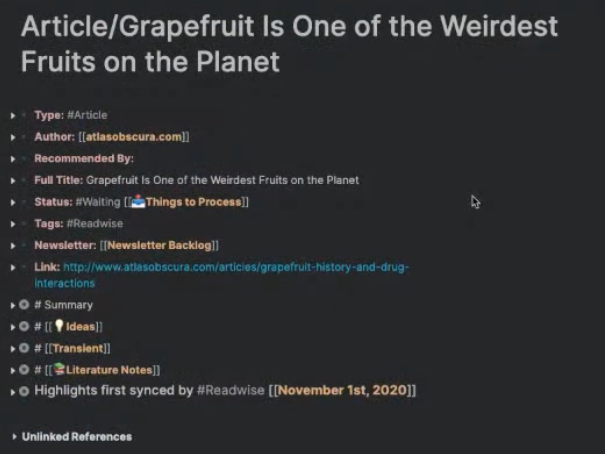 Article/Grapefruit Is One of the Weirdest
Fruits on the Planet
Type: #Article
Author: [[atlasobscura.com]]
Recommended By:
Full Title: Grapefruit Is One of the Weirdest Fruits on the Planet
Status: #Waiting [[📥Things to Process]]
Tags: #Readwise
Newsletter: [[Newsletter Backlog]]
Link: http://www.atlasobscura.com/articles/grapefruit-history-and-drug-
interactions
# Summary
# [[💡Ideas]]
# [[Transient]]
# [[📚Literature Notes]]
Highlights first synced by #Readwise [[November 1st, 2020]]
Unlinked References